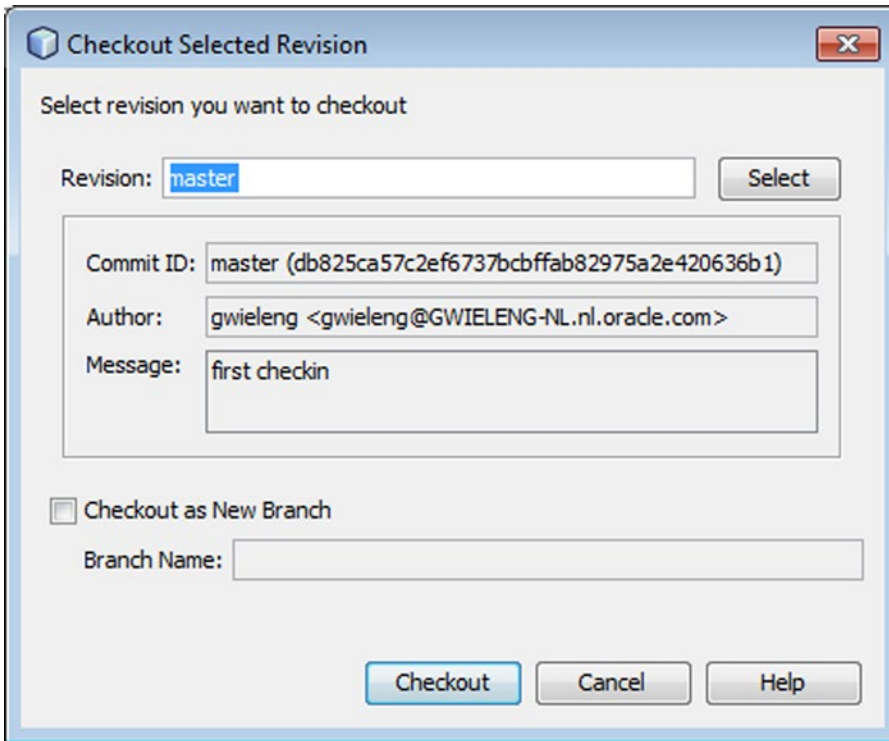 Checkout Selected Revision
Select revision you want to checkout
Revision: master Select
Commit ID: master (db825ca57c2ef6737bcbffab82975a2e420636b1)
Author: gwieleng <gwieleng@GWIELENG-NL.nl.oracle.com>
Message: first checkin
Checkout as New Branch
Branch Name:
Checkout Cancel Help